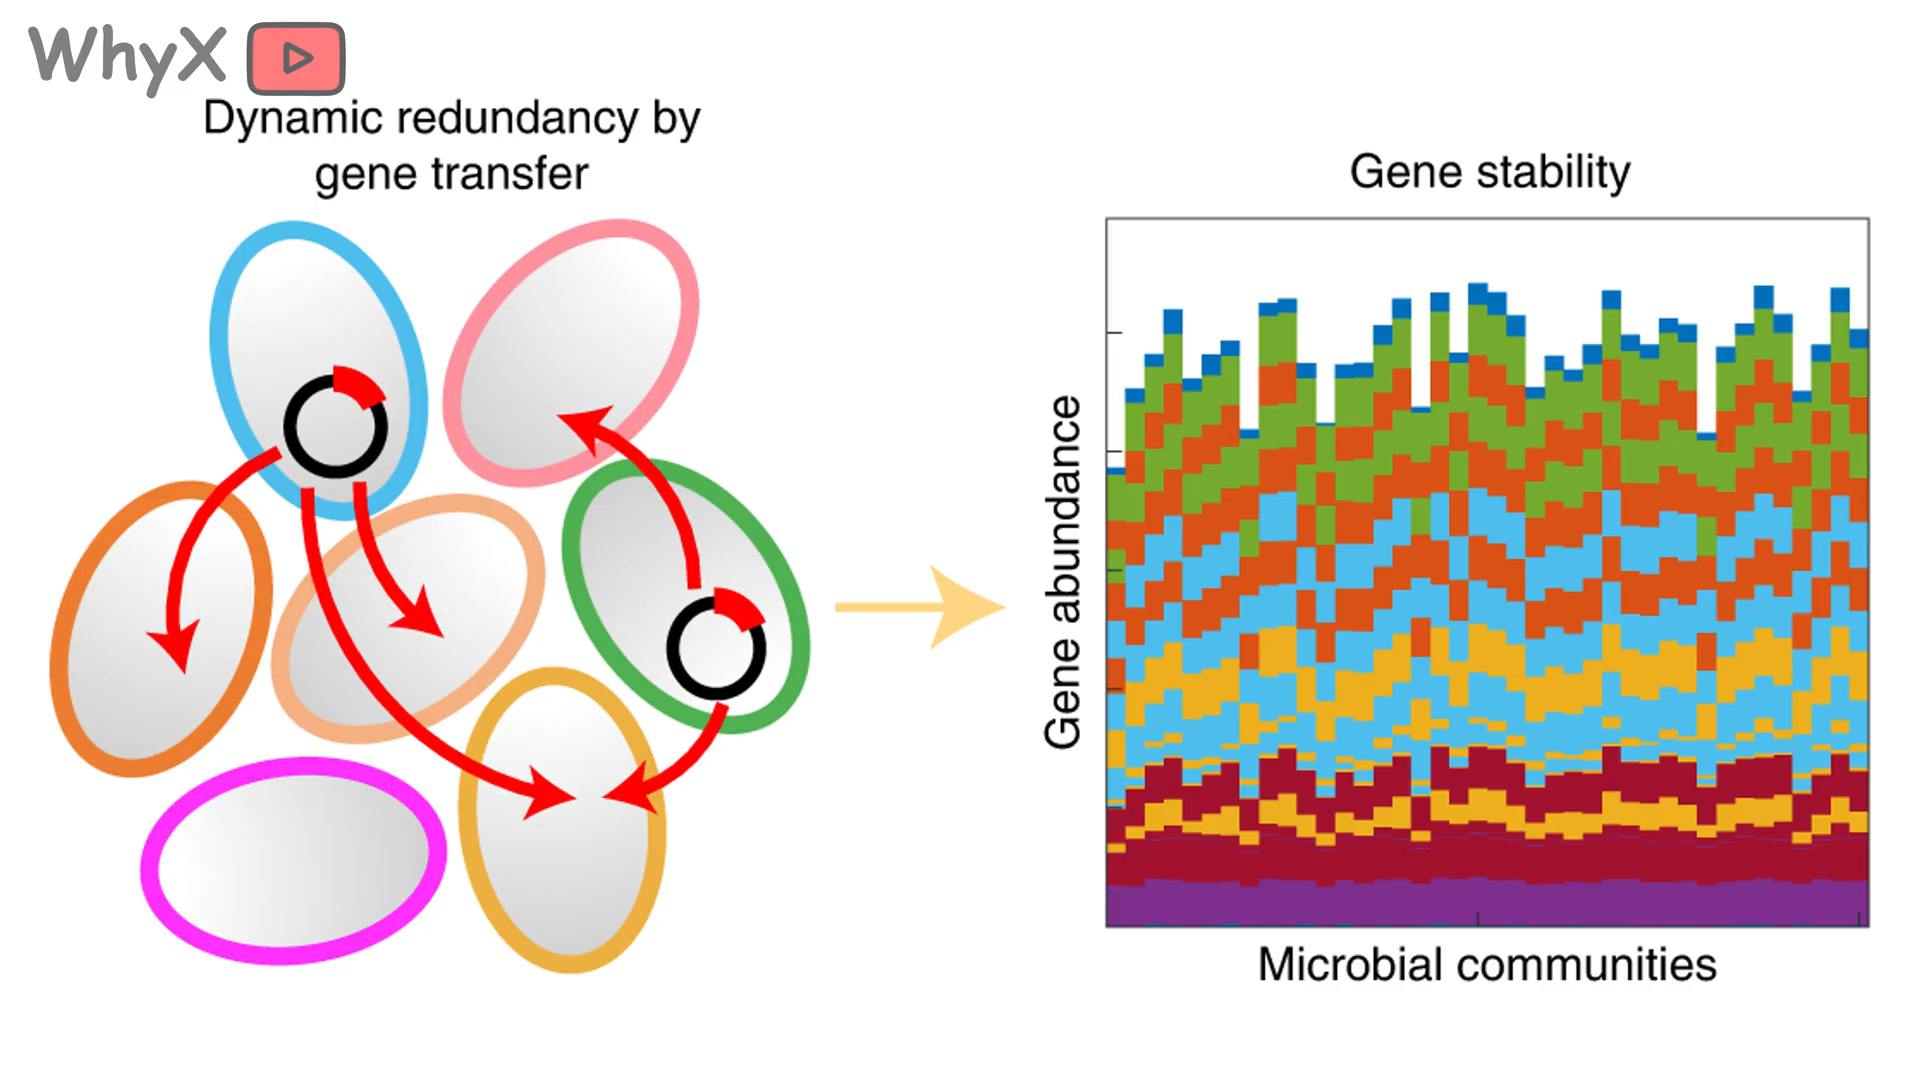 WhyX
Dynamic redundancy by
gene transfer
Gene stability
Gene abundance
Microbial communities